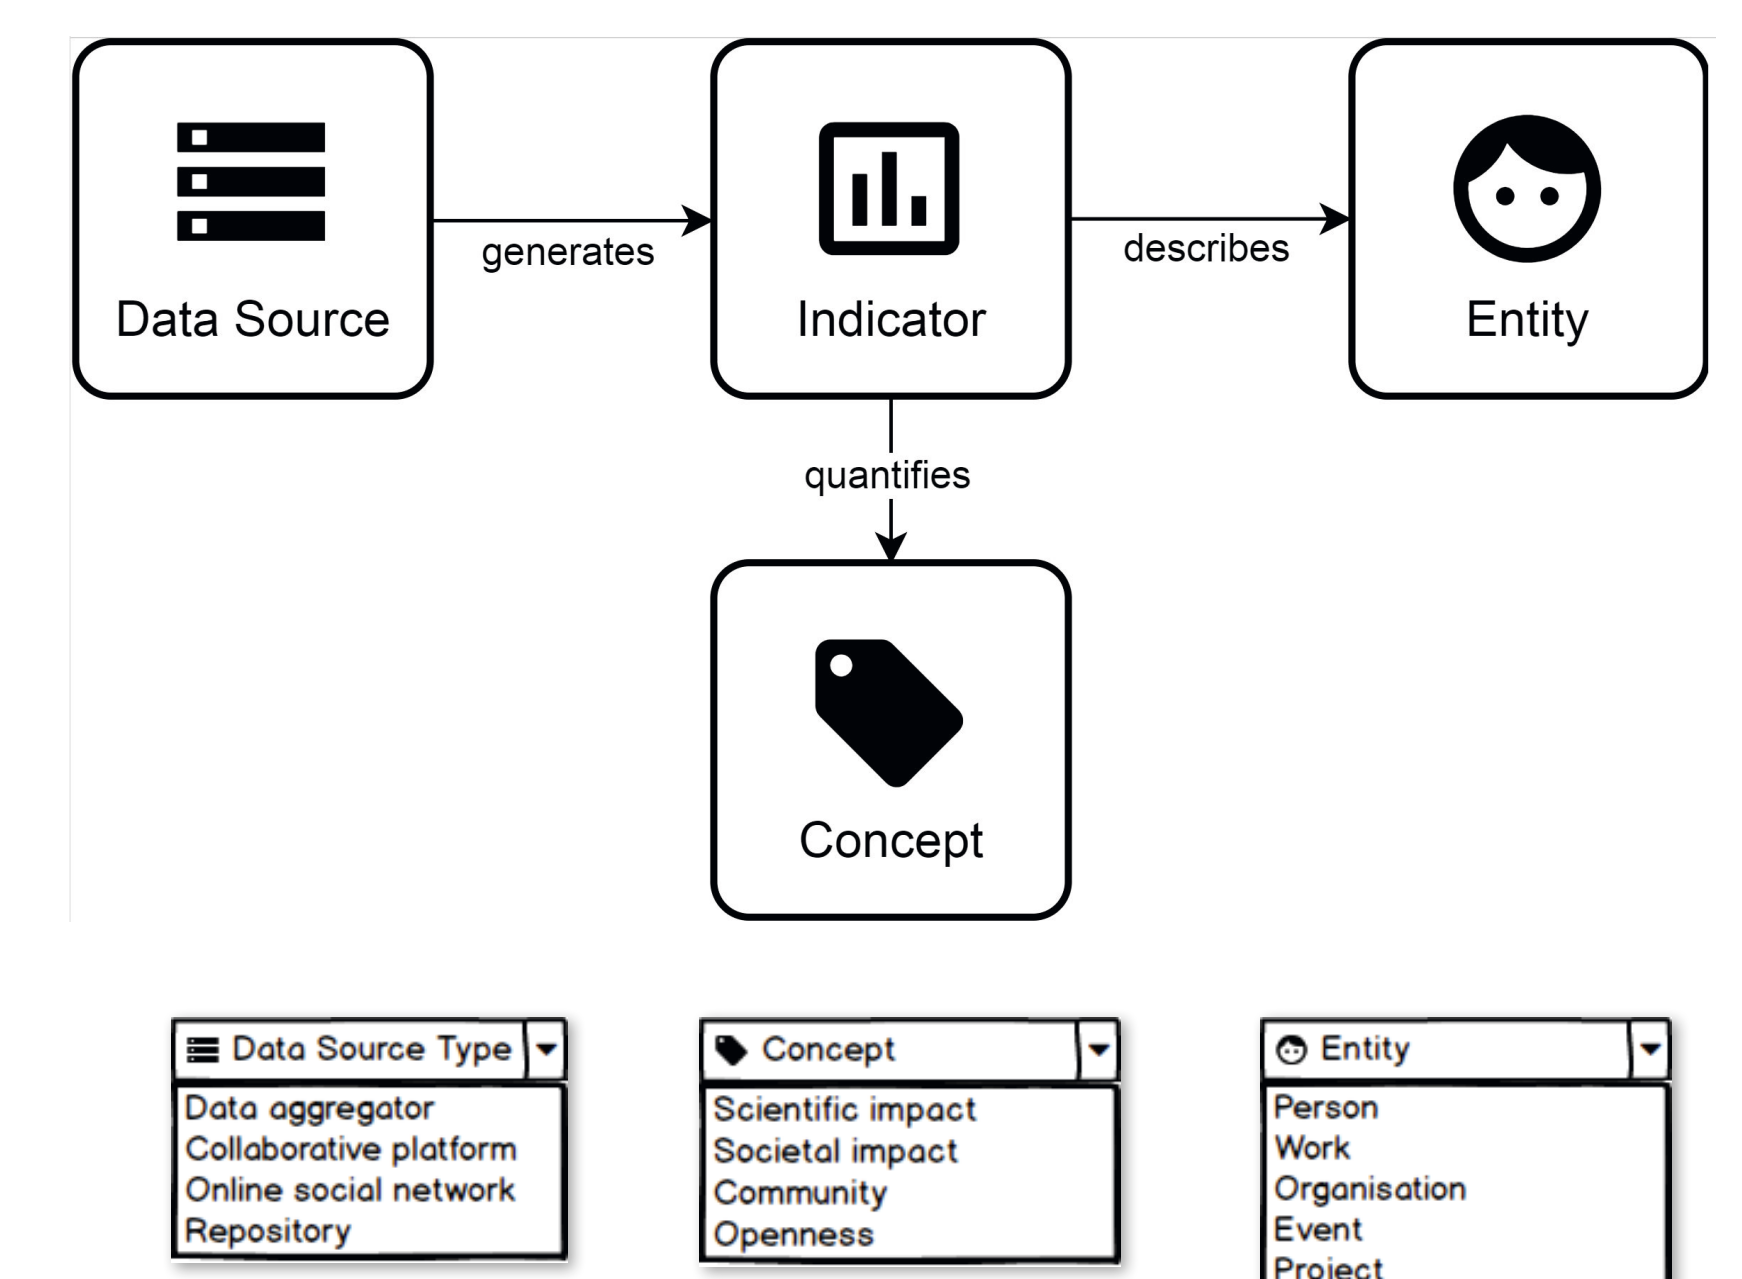 generates
describes
Data Source
Indicator
Entity
quantifies
Concept
Data Source Type
Data aggregator
Collaborative platform
Online social network
Repository
Concept
Scientific impact
Societal impact
Community
Openness
Entity
Person
Work
Organisation
Event
Project